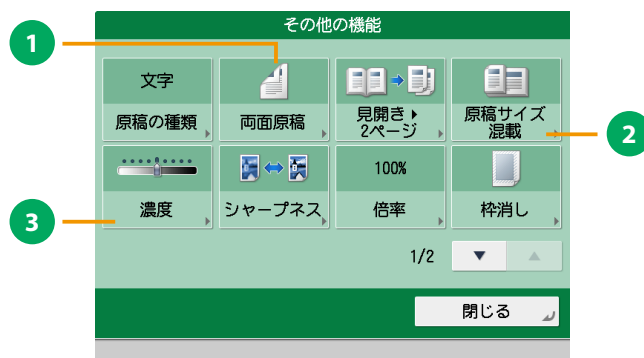 その他の機能
1
文字
原稿の種類
両面原稿
見開き▶
2ページ
原稿サイズ
混載
2
濃度
シャープネス
100%
倍率
枠消し
3
1/2
▼
▲
閉じる